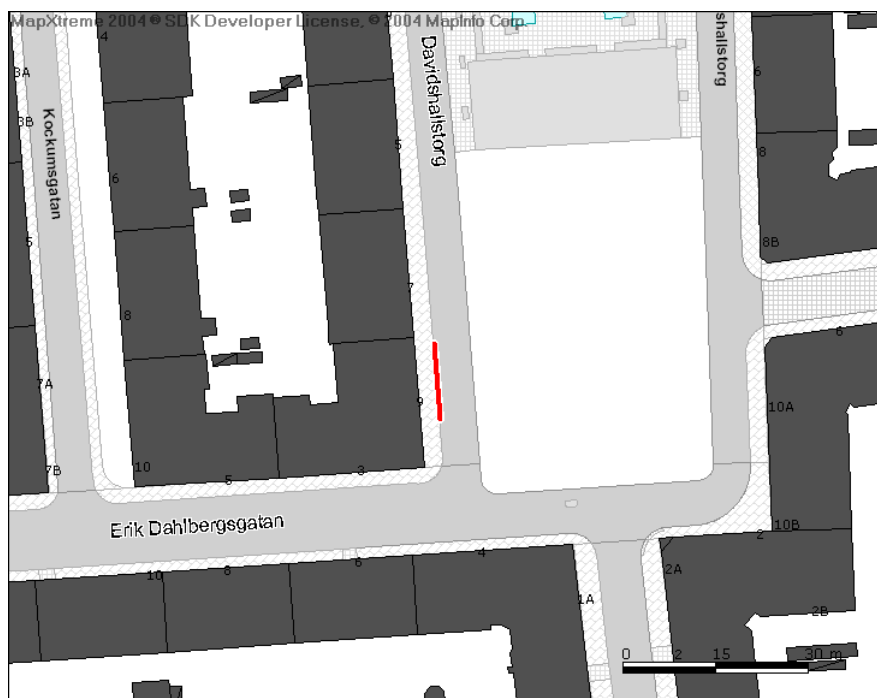 MapXtreme 2004 ® SDK Developer License, © 2004 MapInfo Corp.
4
3A
3B
Kockumsgatan
6
5
8
7A
7B
10
5
3
Davidshallstorg
5
7
9
shallstorg
6
8
8B
6
10A
10B
2
Erik Dahlbergsgatan
10
8
6
4
1A
2A
2B
0
15
30 m